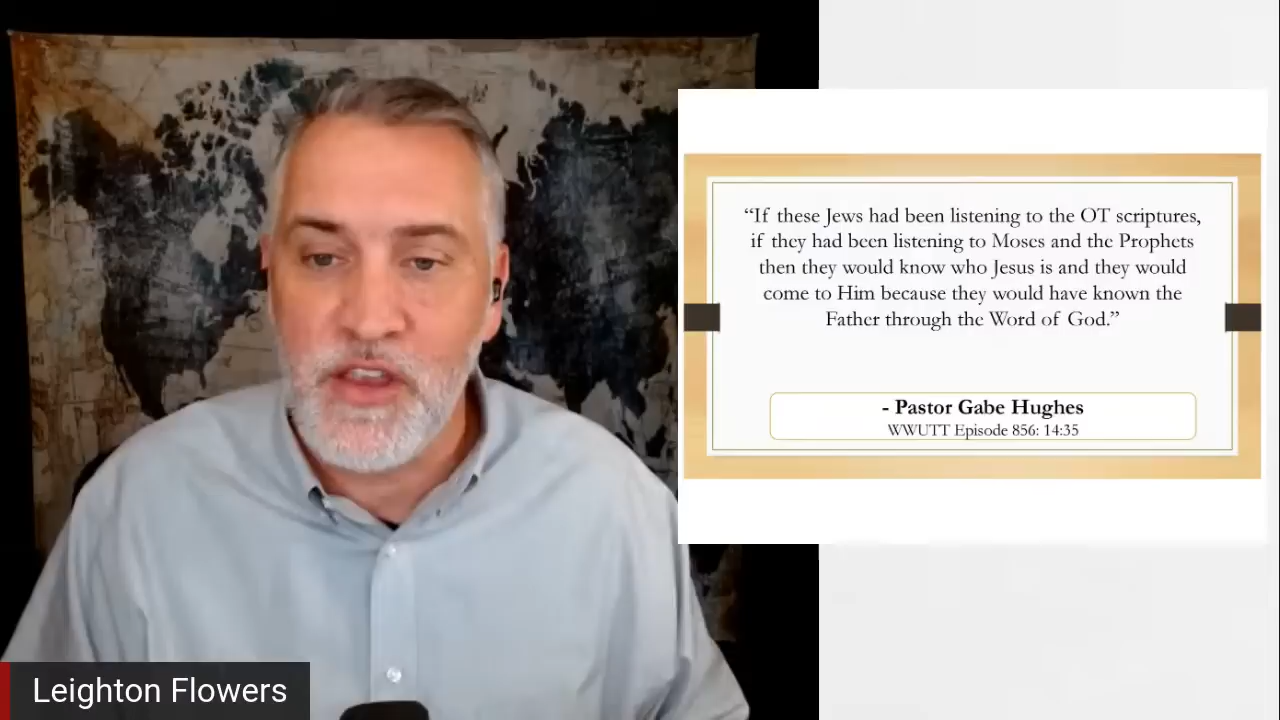 “If these Jews had been listening to the OT scriptures,
if they had been listening to Moses and the Prophets
then they would know who Jesus is and they would
come to Him because they would have known the
Father through the Word of God.”
- Pastor Gabe Hughes
WWUTT Episode 856: 14:35
Leighton Flowers